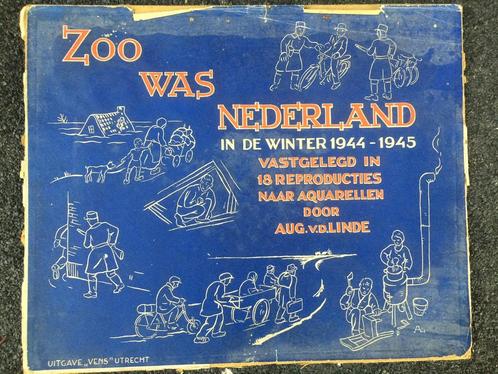 ZOO
WAS
NEDERLAND
IN DE WINTER 1944-1945
VASTGELEGD IN
18 REPRODUCTIES
NAAR AQUARELLEN
DOOR
AUG. v.d. LINDE
UITGAVE „VENS” UTRECHT